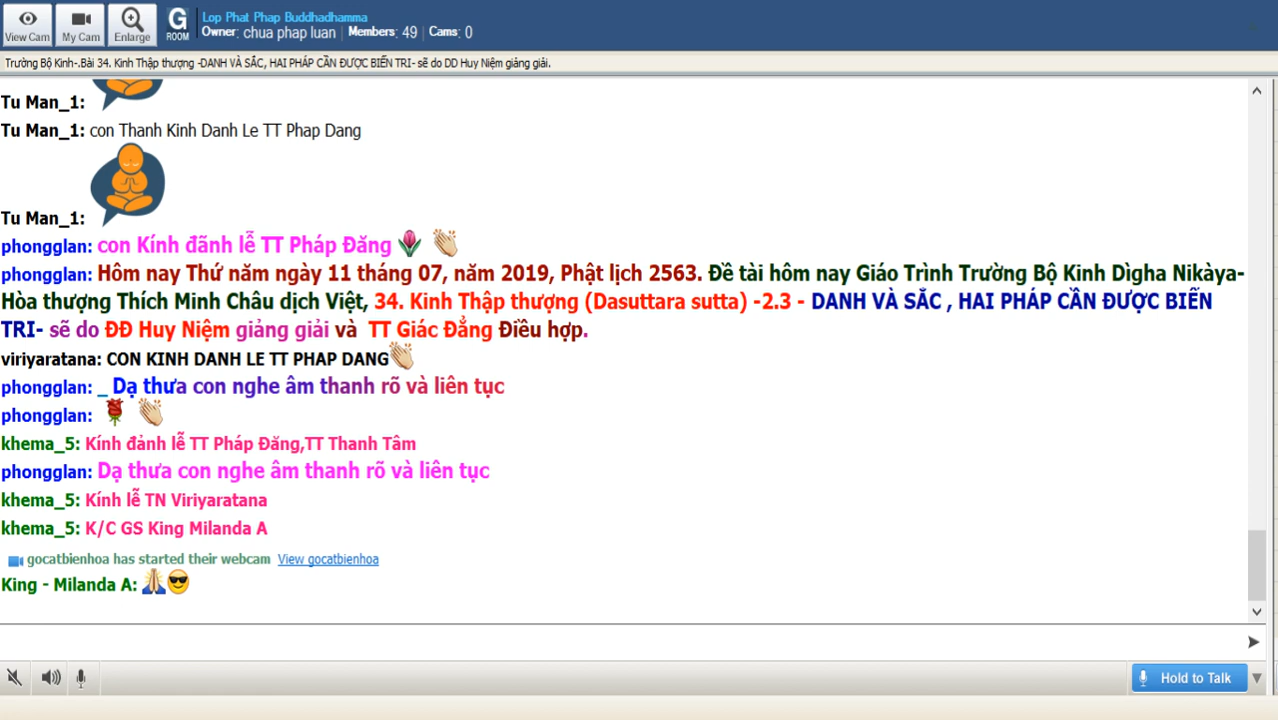 View Cam
My Cam
Enlarge
G
ROOM
Lop Phat Phap Buddhadhamma
Owner: chua phap luan | Members: 49 | Cams: 0
Trường Bộ Kinh-.Bài 34. Kinh Thập thượng -DANH VÀ SẮC, HAI PHÁP CẦN ĐƯỢC BIẾN TRI- sẽ do DD Huy Niệm giảng giải.
Tu Man_1:
Tu Man_1: con Thanh Kinh Danh Le TT Phap Dang
Tu Man_1:
phongglan: con Kính đãnh lễ TT Pháp Đăng
phongglan: Hôm nay Thứ năm ngày 11 tháng 07, năm 2019, Phật lịch 2563. Đề tài hôm nay Giáo Trình Trường Bộ Kinh Dìgha Nikàya-
Hòa thượng Thích Minh Châu dịch Việt, 34. Kinh Thập thượng (Dasuttara sutta) -2.3 - DANH VÀ SẮC , HAI PHÁP CẦN ĐƯỢC BIẾN
TRI- sẽ do ĐĐ Huy Niệm giảng giải và TT Giác Đẳng Điều hợp.
viriyaratana: CON KINH DANH LE TT PHAP DANG
phongglan: _ Dạ thưa con nghe âm thanh rõ và liên tục
phongglan:
khema_5: Kính đảnh lễ TT Pháp Đăng,TT Thanh Tâm
phongglan: Dạ thưa con nghe âm thanh rõ và liên tục
khema_5: Kính lễ TN Viriyaratana
khema_5: K/C GS King Milanda A
gocatbienhoa has started their webcam View gocatbienhoa
King - Milanda A:
Hold to Talk